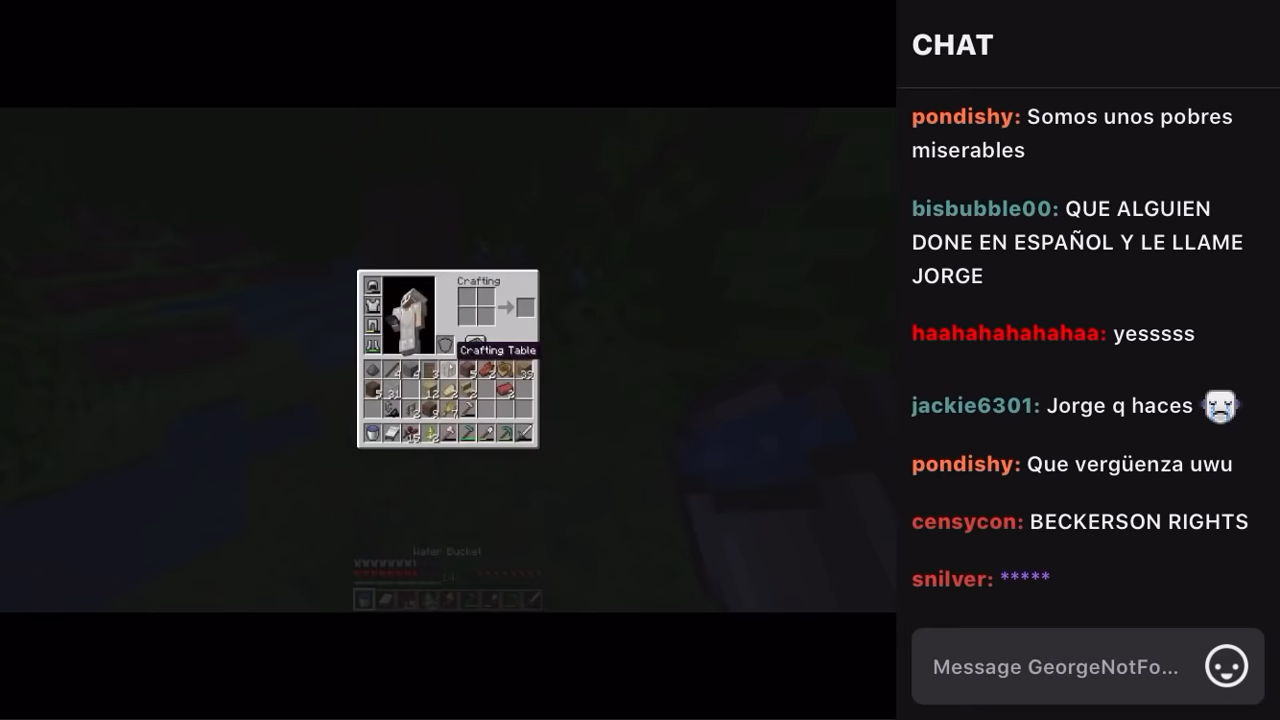 CHAT
pondishy: Somos unos pobres
miserables
bisbubble00: QUE ALGUIEN
DONE EN ESPAÑOL Y LE LLAME
JORGE
haahahahahahaa: yesssss
jackie6301: Jorge q haces
pondishy: Que vergüenza uwu
censycon: BECKERSON RIGHTS
snilver: *****
Message GeorgeNotFo...
Crafting
Crafting Table
Water Bucket